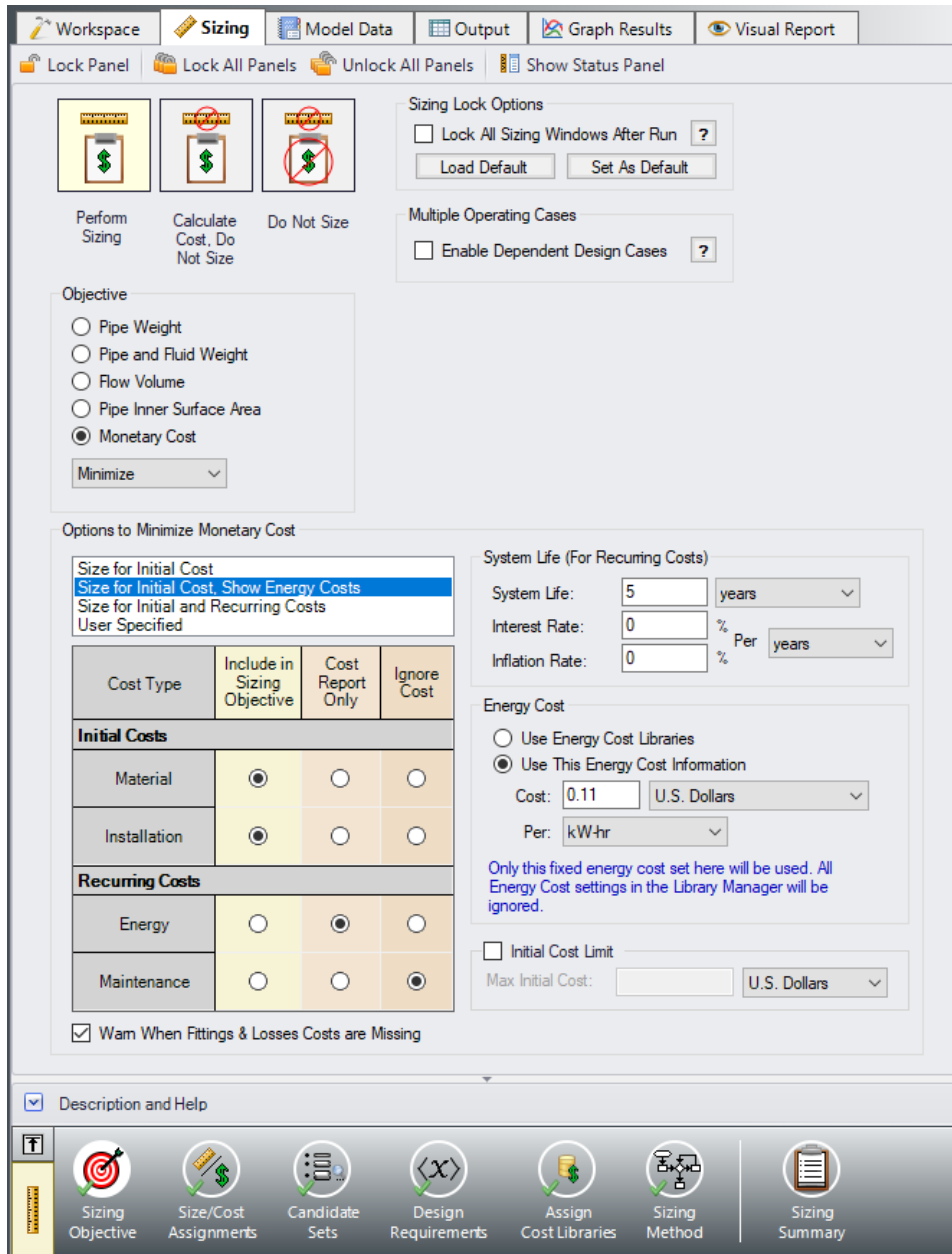 Workspace
Sizing
Model Data
Output
Graph Results
Visual Report
Lock Panel
Lock All Panels
Unlock All Panels
Show Status Panel
Perform
Sizing
Calculate
Cost, Do
Not Size
Do Not Size
Sizing Lock Options
Lock All Sizing Windows After Run
?
Load Default
Set As Default
Multiple Operating Cases
Enable Dependent Design Cases
?
Objective
Pipe Weight
Pipe and Fluid Weight
Flow Volume
Pipe Inner Surface Area
Monetary Cost
Minimize
Options to Minimize Monetary Cost
Size for Initial Cost
Size for Initial Cost, Show Energy Costs
Size for Initial and Recurring Costs
User Specified
Cost Type
Include in
Sizing
Objective
Cost
Report
Only
Ignore
Cost
Initial Costs
Material
Installation
Recurring Costs
Energy
Maintenance
Warn When Fittings & Losses Costs are Missing
System Life (For Recurring Costs)
System Life: 5 years
Interest Rate: 0 %
Inflation Rate: 0 %
Per years
Energy Cost
Use Energy Cost Libraries
Use This Energy Cost Information
Cost: 0.11 U.S. Dollars
Per: kW-hr
Only this fixed energy cost set here will be used. All
Energy Cost settings in the Library Manager will be
ignored.
Initial Cost Limit
Max Initial Cost: U.S. Dollars
Description and Help
Sizing
Objective
Size/Cost
Assignments
Candidate
Sets
⟨x⟩
Design
Requirements
Assign
Cost Libraries
Sizing
Method
Sizing
Summary